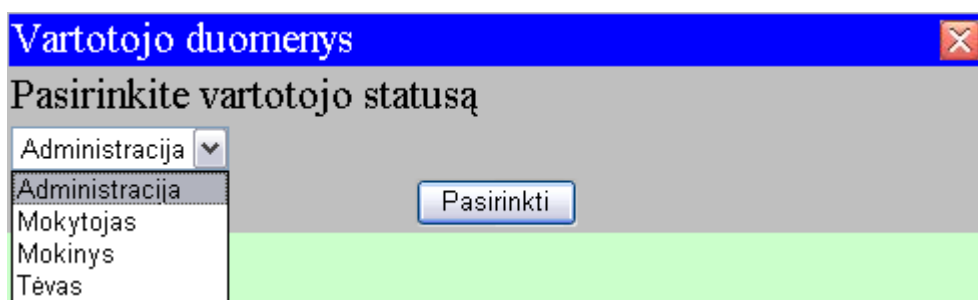 Vartotojo duomenys
Pasirinkite vartotojo statusą
Administracija
Administracija
Pasirinkti
Mokytojas
Mokinys
Tėvas